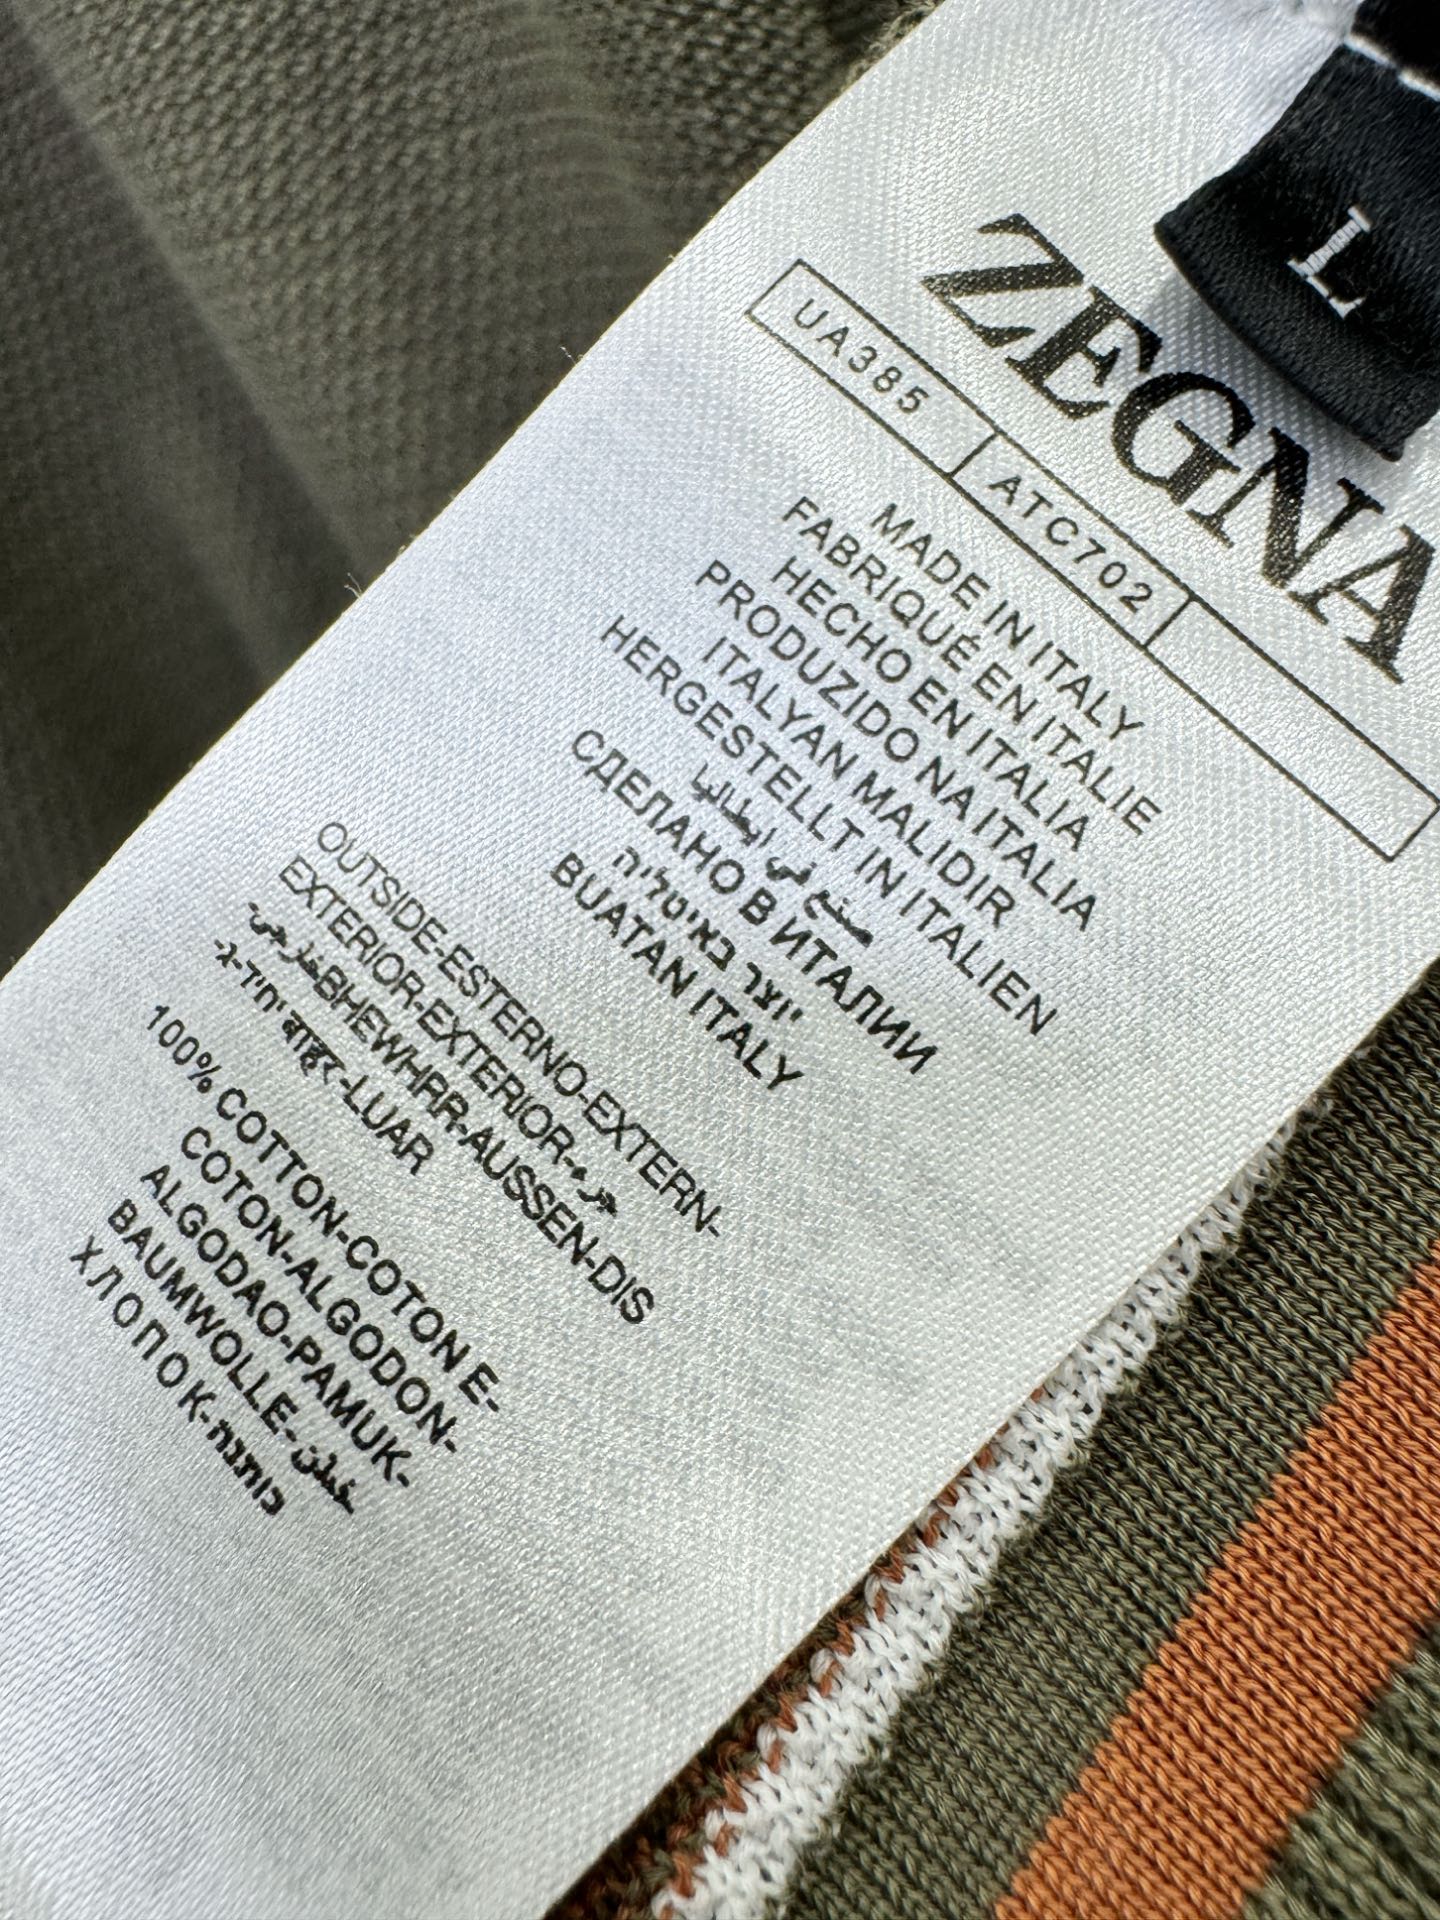 L
ZEGNA
UA385 ATC702
MADE IN ITALY
FABRIQUÉ EN ITALIE
HECHO EN ITALIA
PRODUZIDO NA ITALIA
ITALYAN MALIDIR
HERGESTELLT IN ITALIEN
صنع في ايطاليا
СДЕЛАНО В ИТАЛИИ
יוצר באיטליה
BUATAN ITALY
OUTSIDE-ESTERNO-EXTERN-
EXTERIOR-EXTERIOR-
BHEWHRR-AUSSEN-DIS
-LUAR
100% COTTON-COTON E-
COTON-ALGODON-
ALGODAO-PAMUK-
BAUMWOLLE-قطن-
ХЛОПОК-כותנה